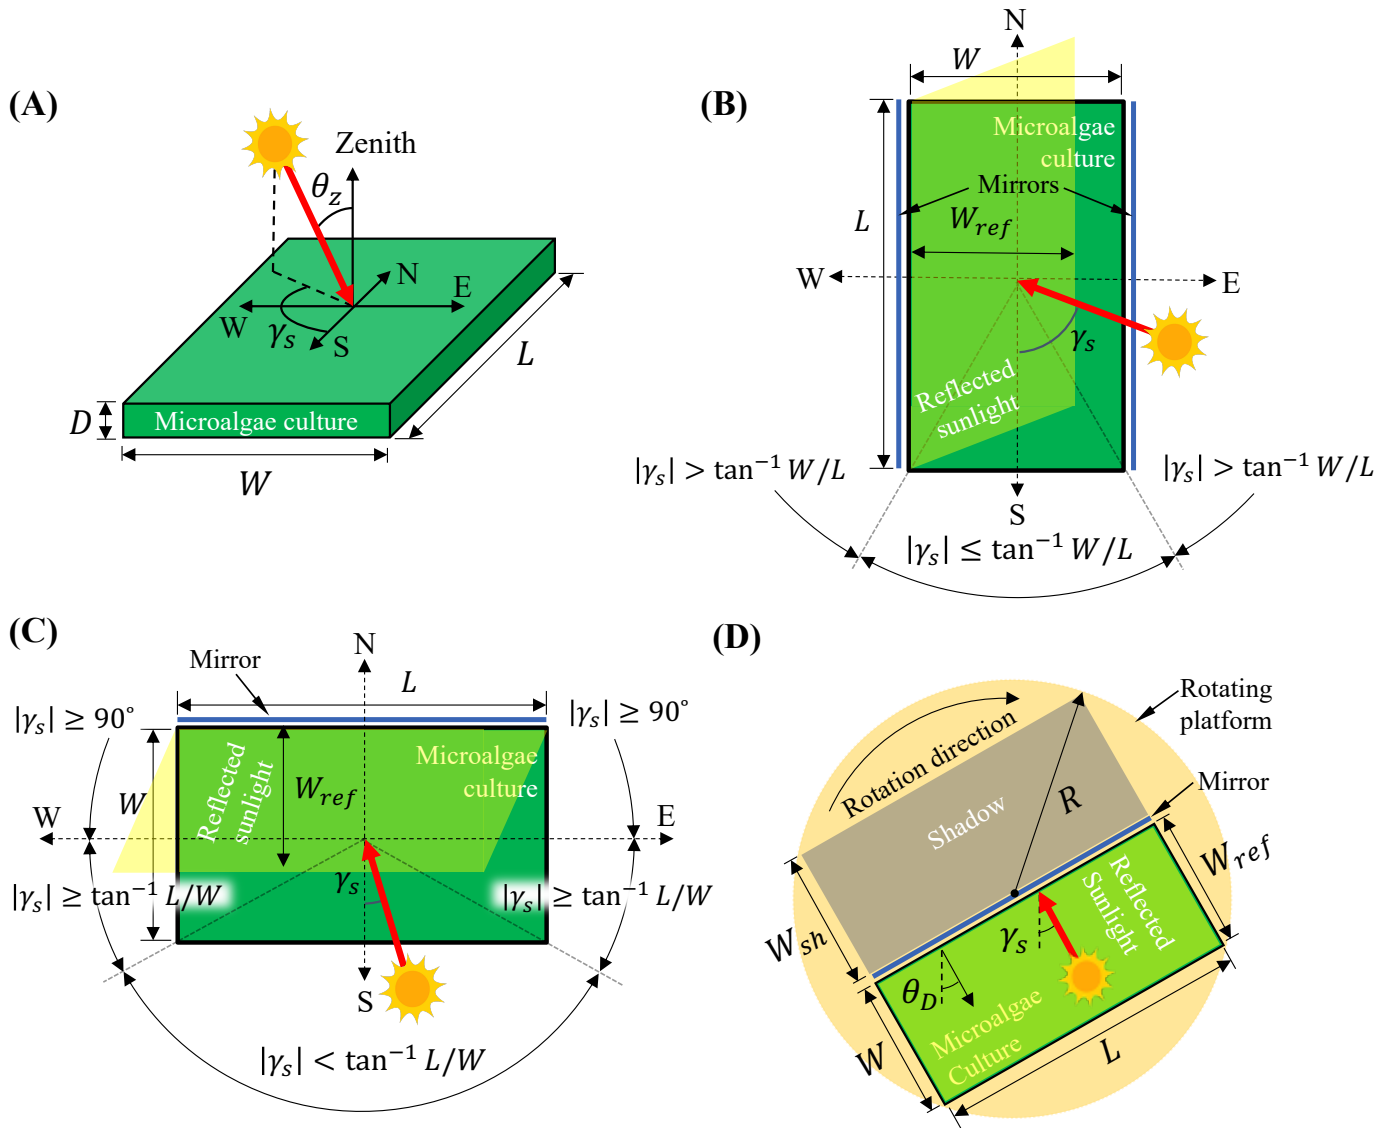 (A)
Zenith
θz
N
E
W
S
γs
L
D
Microalgae culture
W
(B)
N
W
Microalgae
culture
Mirrors
L
Wref
W
E
γs
Reflected
sunlight
|γs| > tan⁻¹ W/L
|γs| > tan⁻¹ W/L
S
|γs| ≤ tan⁻¹ W/L
(C)
N
Mirror
L
|γs| ≥ 90°
|γs| ≥ 90°
Reflected
sunlight
Microalgae
culture
Wref
W
W
E
|γs| ≥ tan⁻¹ L/W
γs
|γs| ≥ tan⁻¹ L/W
S
|γs| < tan⁻¹ L/W
(D)
Rotating
platform
Rotation direction
R
Mirror
Shadow
Wref
Reflected
Sunlight
Wsh
γs
θD
Microalgae
Culture
W
L